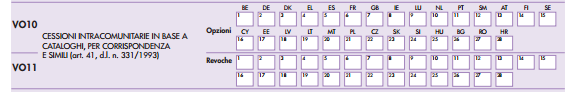 BE DE DK EL ES FR GB IE LU NL PT SM AT FI SE
VO10
Opzioni
1 2 3 4 5 6 7 8 9 10 11 12 13 14 15
CESSIONI INTRACOMUNITARIE IN BASE A
CATALOGHI, PER CORRISPONDENZA
E SIMILI (art. 41, d.l. n. 331/1993)
CY EE LV LT MT PL CZ SK SI HU BG RO HR
16 17 18 19 20 21 22 23 24 25 26 27 28
VO11
Revoche
1 2 3 4 5 6 7 8 9 10 11 12 13 14 15
16 17 18 19 20 21 22 23 24 25 26 27 28